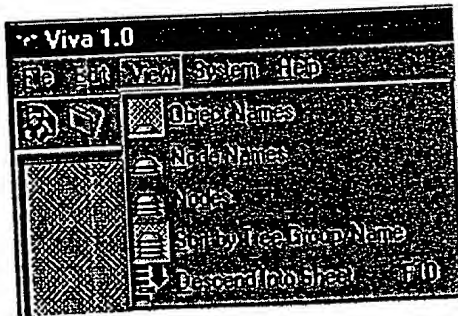 Viva 1.0
File Edit View System Help
Object Names
Node Names
Nodes
Sort by Tree Group Name
Descend Into Sheet F10